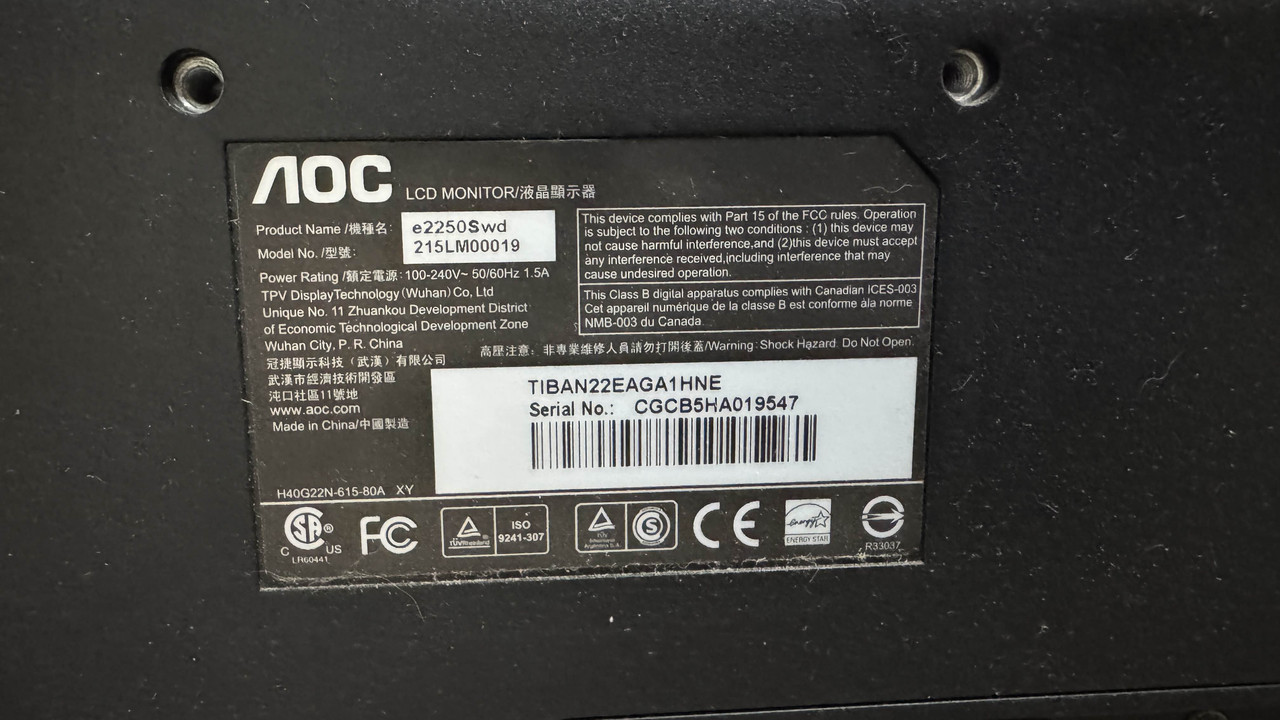 AOC LCD MONITOR/液晶顯示器
Product Name /機種名: e2250Swd
Model No. /型號: 215LM00019
Power Rating /額定電源: 100-240V~ 50/60Hz 1.5A
TPV DisplayTechnology (Wuhan) Co, Ltd
Unique No. 11 Zhuankou Development District
of Economic Technological Development Zone
Wuhan City, P. R. China
冠捷顯示科技（武漢）有限公司
武漢市經濟技術開發區
沌口社區11號地
www.aoc.com
Made in China/中國製造
H40G22N-615-80A XY
This device complies with Part 15 of the FCC rules. Operation
is subject to the following two conditions : (1) this device may
not cause harmful interference,and (2)this device must accept
any interference received,including interference that may
cause undesired operation.
This Class B digital apparatus complies with Canadian ICES-003
Cet appareil numérique de la classe B est conforme àla norme
NMB-003 du Canada
高壓注意: 非專業維修人員請勿打開後蓋/Warning: Shock Hazard. Do Not Open.
TIBAN22EAGA1HNE
Serial No.: CGCB5HA019547
C SA ® US
LR60441
FC
TÜVRheinland ®
ISO
9241-307
TÜV
Rheinland
Argentina S.A.
S
CE
energy
ENERGY STAR
R33037